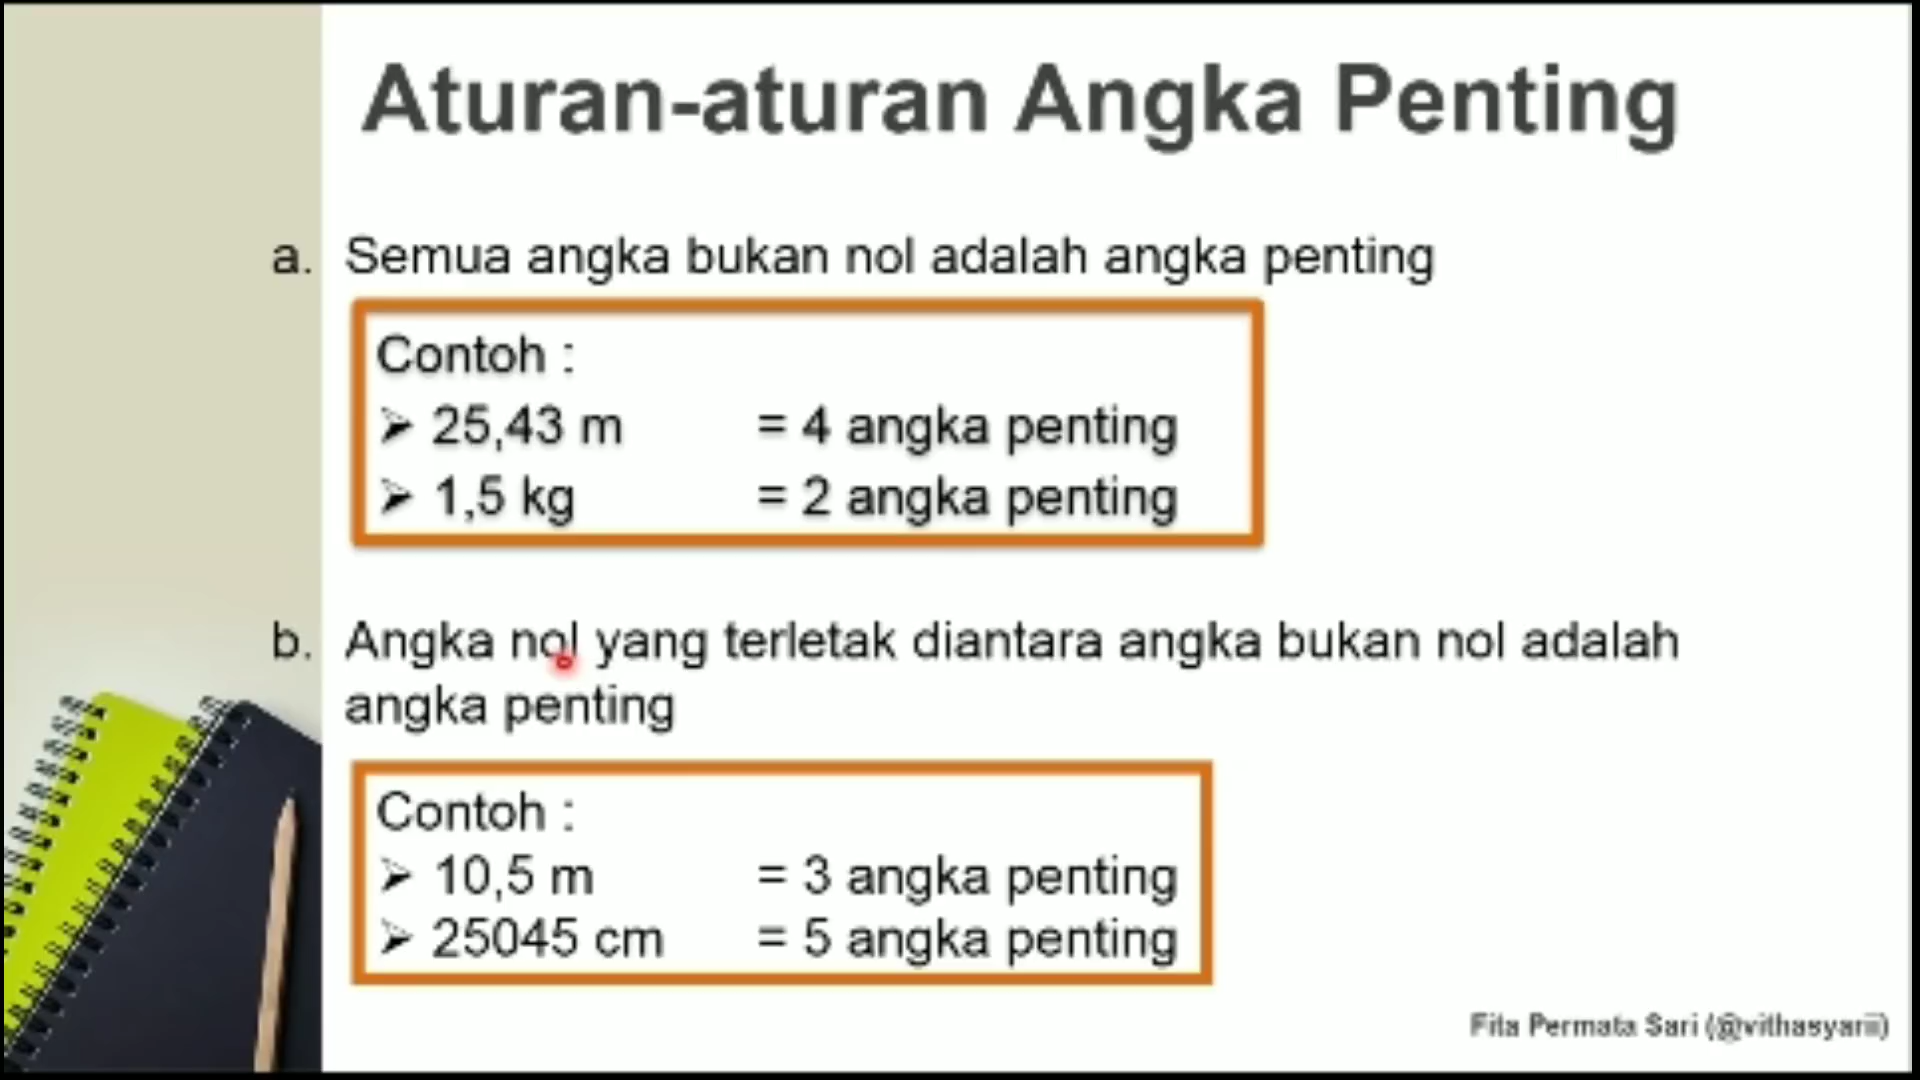 Aturan-aturan Angka Penting
a. Semua angka bukan nol adalah angka penting
Contoh :
➢ 25,43 m = 4 angka penting
➢ 1,5 kg = 2 angka penting
b. Angka nol yang terletak diantara angka bukan nol adalah
angka penting
Contoh :
➢ 10,5 m = 3 angka penting
➢ 25045 cm = 5 angka penting
Fita Permata Sari (@vithasyarii)